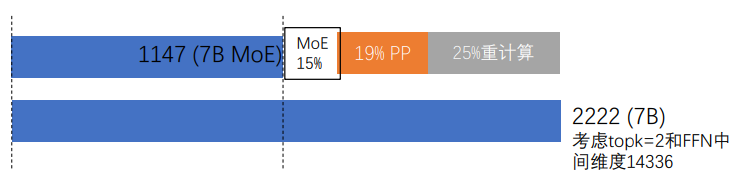 1147 (7B MoE)
MoE
15%
19% PP
25%重计算
2222 (7B)
考虑topk=2和FFN中
间维度14336